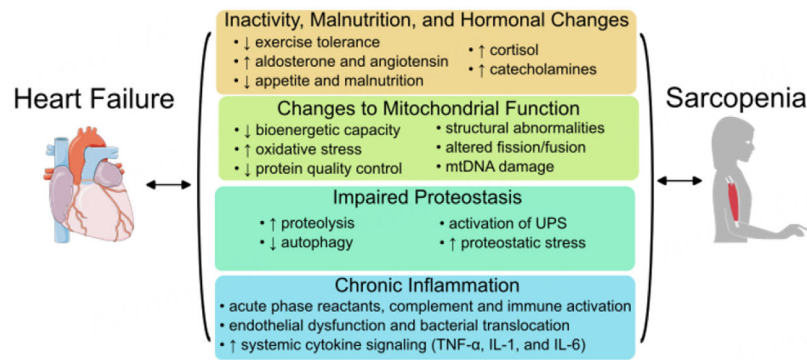 Heart Failure
Inactivity, Malnutrition, and Hormonal Changes
• ↓ exercise tolerance
• ↑ aldosterone and angiotensin
• ↓ appetite and malnutrition
• ↑ cortisol
• ↑ catecholamines
Changes to Mitochondrial Function
• ↓ bioenergetic capacity
• ↑ oxidative stress
• ↓ protein quality control
• structural abnormalities
• altered fission/fusion
• mtDNA damage
Impaired Proteostasis
• ↑ proteolysis
• ↓ autophagy
• activation of UPS
• ↑ proteostatic stress
Chronic Inflammation
• acute phase reactants, complement and immune activation
• endothelial dysfunction and bacterial translocation
• ↑ systemic cytokine signaling (TNF-α, IL-1, and IL-6)
Sarcopenia